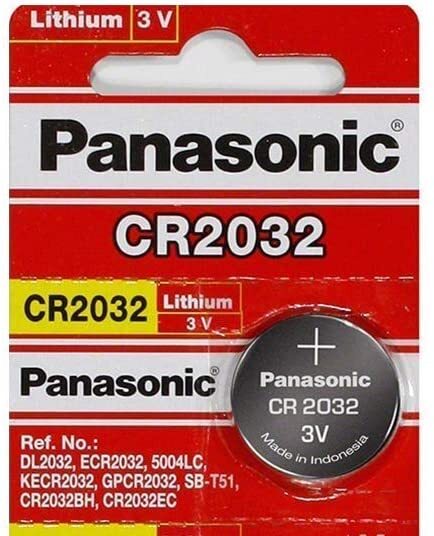 Lithium 3 V
Panasonic®
CR2032
CR2032 Lithium
3 V
Panasonic®
Ref. No.:
DL2032, ECR2032, 5004LC,
KECR2032, GPCR2032, SB-T51,
CR2032BH, CR2032EC
+
Panasonic
CR 2032
3V
Made in Indonesia